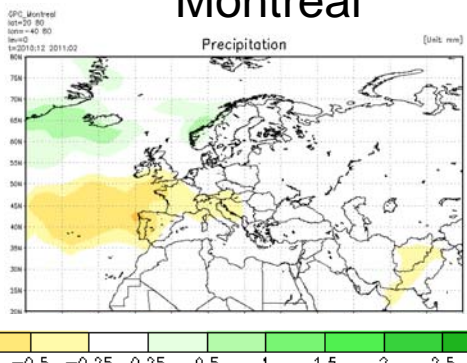 Montreal
GPC_Montreal
lat=20 80
lon=-40 80
lev=0
t=2010:12 2011:02
Precipitation
[Unit: mm]
80N
75N
70N
65N
60N
55N
50N
45N
40N
35N
30N
25N
20N
-0.5 -0.25 0.25 0.5 1 1.5 2 2.5